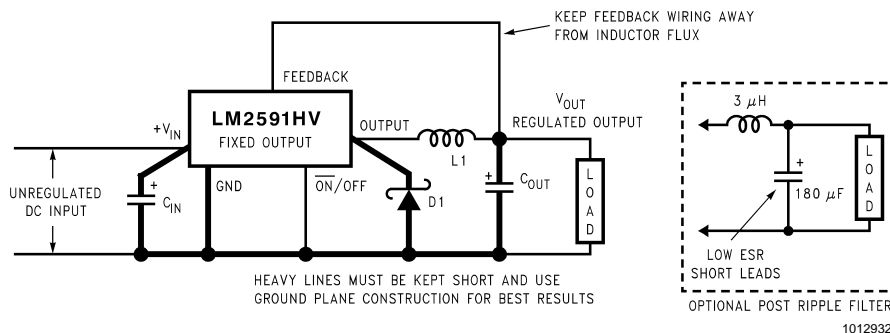 KEEP FEEDBACK WIRING AWAY
FROM INDUCTOR FLUX
FEEDBACK
+VIN
LM2591HV
FIXED OUTPUT
OUTPUT
L1
VOUT
REGULATED OUTPUT
UNREGULATED
DC INPUT
+
CIN
GND
ON/OFF
D1
+
COUT
LOAD
HEAVY LINES MUST BE KEPT SHORT AND USE
GROUND PLANE CONSTRUCTION FOR BEST RESULTS
3 μH
+
180 μF
LOAD
LOW ESR
SHORT LEADS
OPTIONAL POST RIPPLE FILTER
1012932